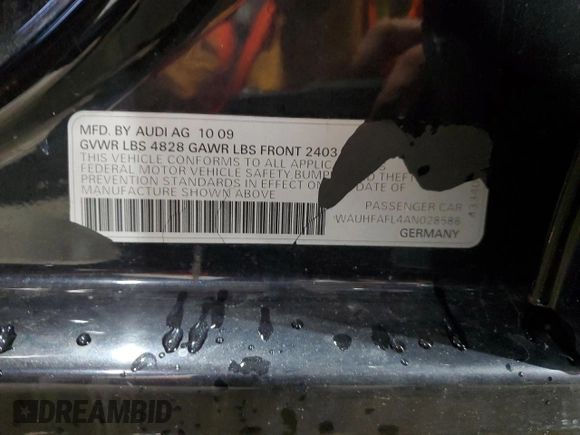 MFD. BY AUDI AG 10 09
GVWR LBS 4828 GAWR LBS FRONT 2403
THIS VEHICLE CONFORMS TO ALL APPLIC
FEDERAL MOTOR VEHICLE SAFETY BUMP THEFT
PREVENTION STANDARDS IN EFFECT ON DATE OF
MANUFACTURE SHOWN ABOVE
PASSENGER CAR
WAUHFAFL4AN028586
GERMANY
DREAMBID